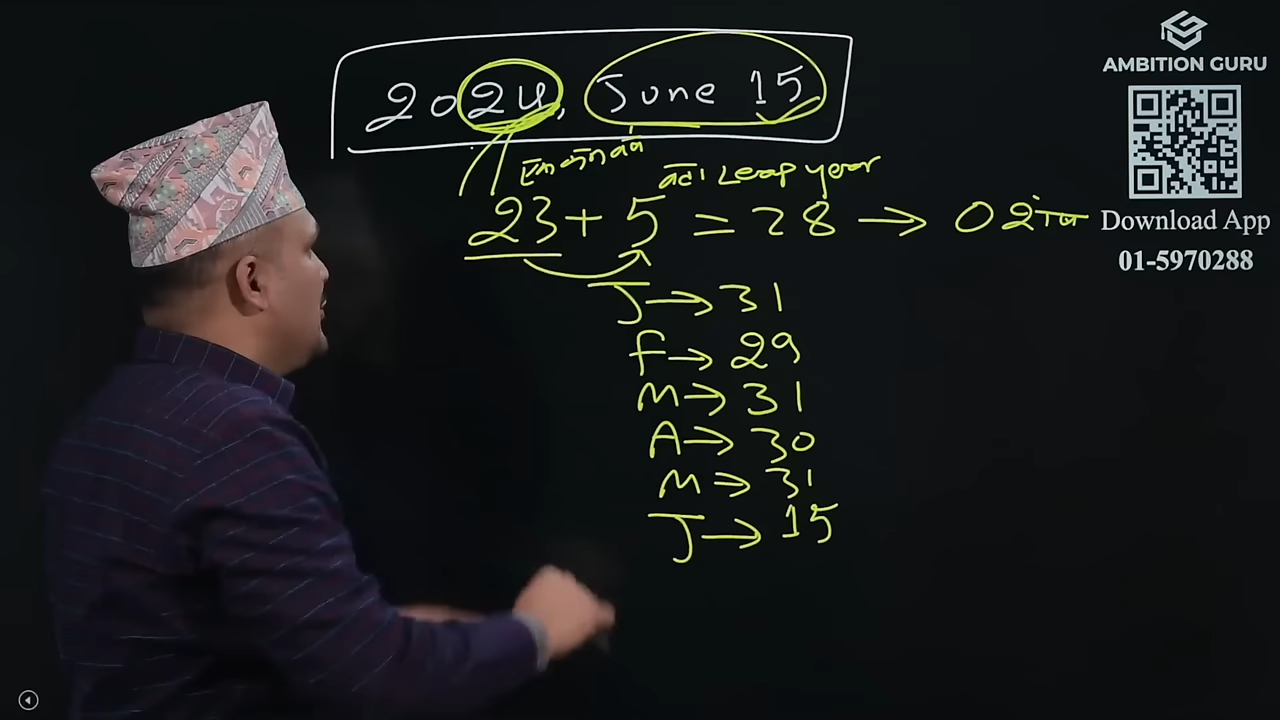 AMBITION GURU
2024, June 15
Leap year
23 + 5 = 28 → 02
Download App
01-5970288
J → 31
F → 29
M → 31
A → 30
M → 31
J → 15